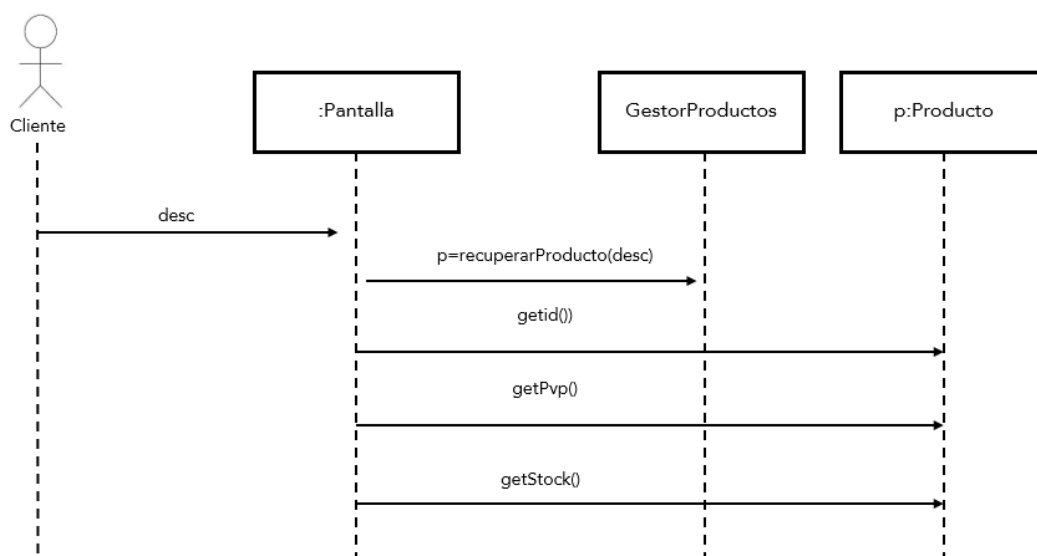 Cliente
:Pantalla
GestorProductos
p:Producto
desc
p=recuperarProducto(desc)
getid())
getPvp()
getStock()